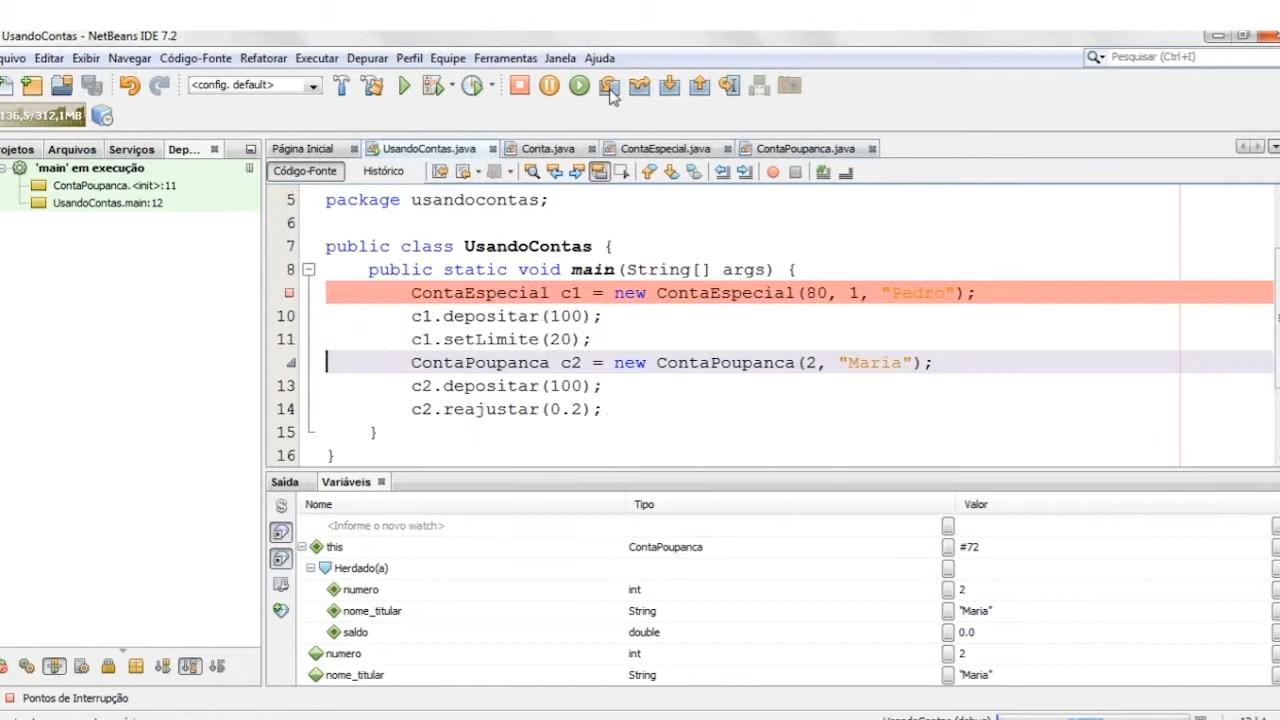 UsandoContas - NetBeans IDE 7.2
quivo Editar Exibir Navegar Código-Fonte Refatorar Executar Depurar Perfil Equipe Ferramentas Janela Ajuda
Pesquisar (Ctrl+I)
<config. default>
136,5/312,1MB
ojetos Arquivos Serviços Dep...
Página Inicial UsandoContas.java Conta.java ContaEspecial.java ContaPoupanca.java
'main' em execução
ContaPoupanca.<init>:11
UsandoContas.main:12
Código-Fonte Histórico
5 package usandocontas;
6
7 public class UsandoContas {
8 public static void main(String[] args) {
ContaEspecial c1 = new ContaEspecial(80, 1, "Pedro");
10 c1.depositar(100);
11 c1.setLimite(20);
ContaPoupanca c2 = new ContaPoupanca(2, "Maria");
13 c2.depositar(100);
14 c2.reajustar(0.2);
15 }
16 }
Saída Variáveis
Nome Tipo Valor
<Informe o novo watch>
this ContaPoupanca #72
Herdado(a)
numero int 2
nome_titular String "Maria"
saldo double 0.0
numero int 2
nome_titular String "Maria"
Pontos de Interrupção